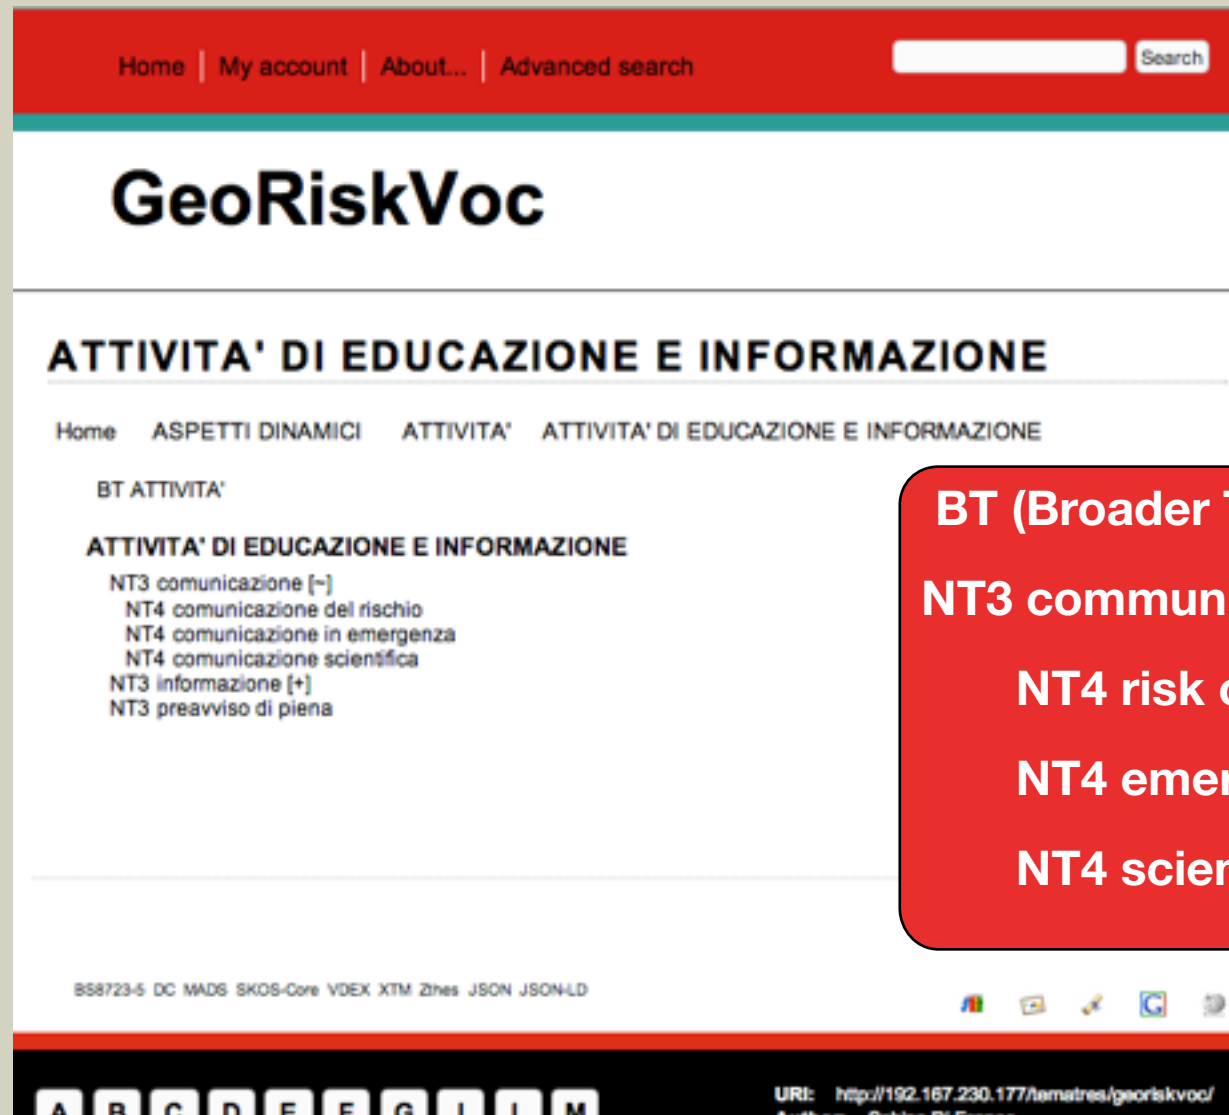 Home | My account | About... | Advanced search
Search
GeoRiskVoc
ATTIVITA' DI EDUCAZIONE E INFORMAZIONE
Home ASPETTI DINAMICI ATTIVITA' ATTIVITA' DI EDUCAZIONE E INFORMAZIONE
BT ATTIVITA'
ATTIVITA' DI EDUCAZIONE E INFORMAZIONE
NT3 comunicazione [~]
NT4 comunicazione del rischio
NT4 comunicazione in emergenza
NT4 comunicazione scientifica
NT3 informazione [+]
NT3 preavviso di piena
BT (Broader
NT3 commun
NT4 risk
NT4 emer
NT4 scien
BS8723-5 DC MADS SKOS-Core VDEX XTM Zthes JSON JSON-LD
G
A B C D E F G I L M
URI: http://192.167.230.177/tematres/georiskvoc/